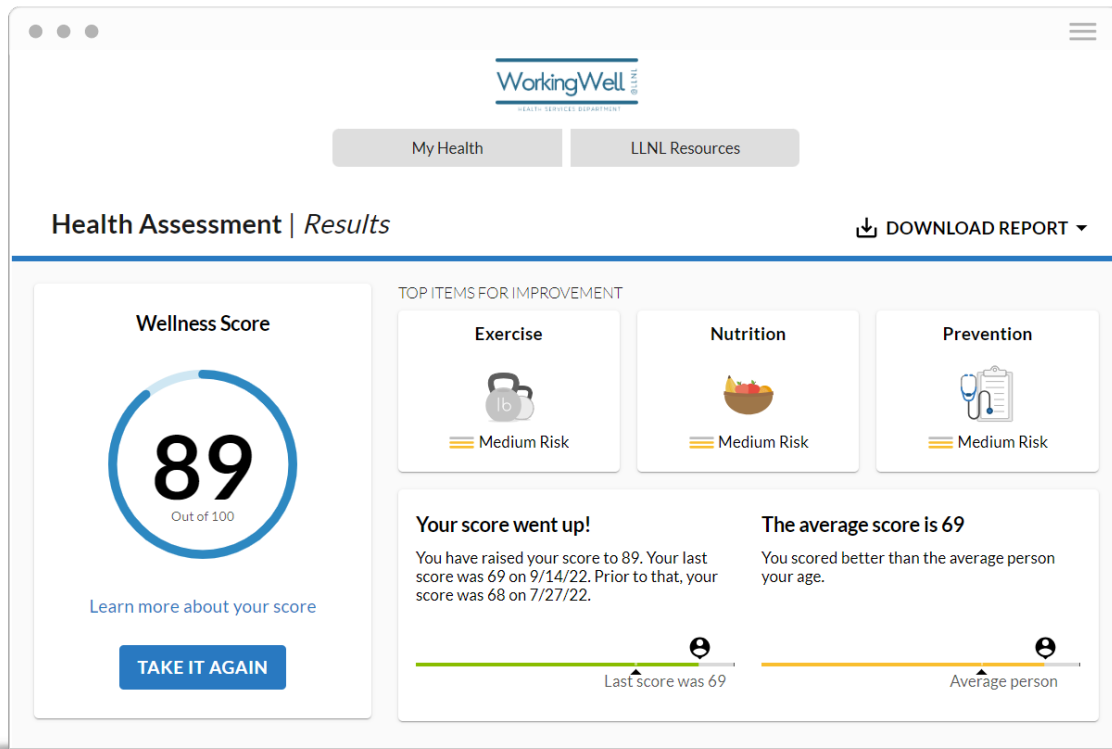 WorkingWell @LLNL
HEALTH SERVICES DEPARTMENT
My Health
LLNL Resources
Health Assessment | Results
DOWNLOAD REPORT
Wellness Score
89
Out of 100
Learn more about your score
TAKE IT AGAIN
TOP ITEMS FOR IMPROVEMENT
Exercise
lb
Medium Risk
Nutrition
Medium Risk
Prevention
Medium Risk
Your score went up!
You have raised your score to 89. Your last
score was 69 on 9/14/22. Prior to that, your
score was 68 on 7/27/22.
Last score was 69
The average score is 69
You scored better than the average person
your age.
Average person